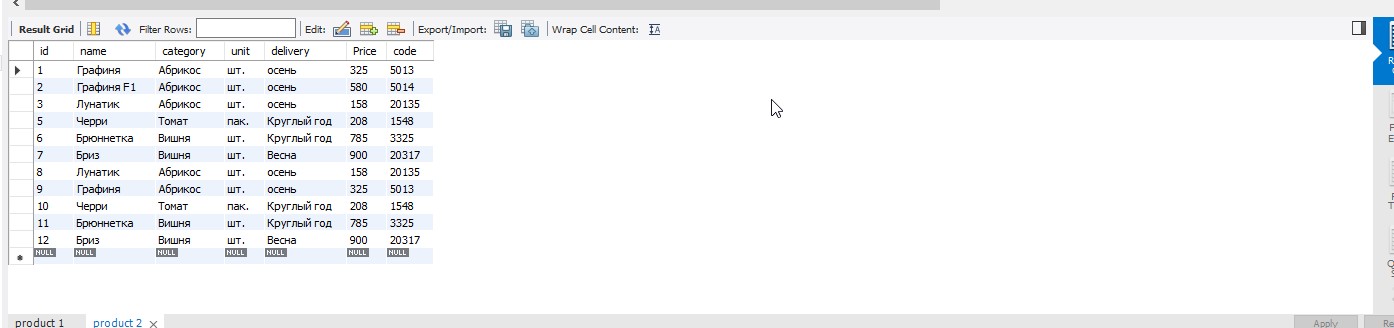 Result Grid Filter Rows: Edit: Export/Import: Wrap Cell Content: IA
id name category unit delivery Price code
1 Графиня Абрикос шт. осень 325 5013
2 Графиня F1 Абрикос шт. осень 580 5014
3 Лунатик Абрикос шт. осень 158 20135
5 Черри Томат пак. Круглый год 208 1548
6 Брюннетка Вишня шт. Круглый год 785 3325
7 Бриз Вишня шт. Весна 900 20317
8 Лунатик Абрикос шт. осень 158 20135
9 Графиня Абрикос шт. осень 325 5013
10 Черри Томат пак. Круглый год 208 1548
11 Брюннетка Вишня шт. Круглый год 785 3325
12 Бриз Вишня шт. Весна 900 20317
NULL NULL NULL NULL NULL NULL NULL
product 1 product 2 Apply Re